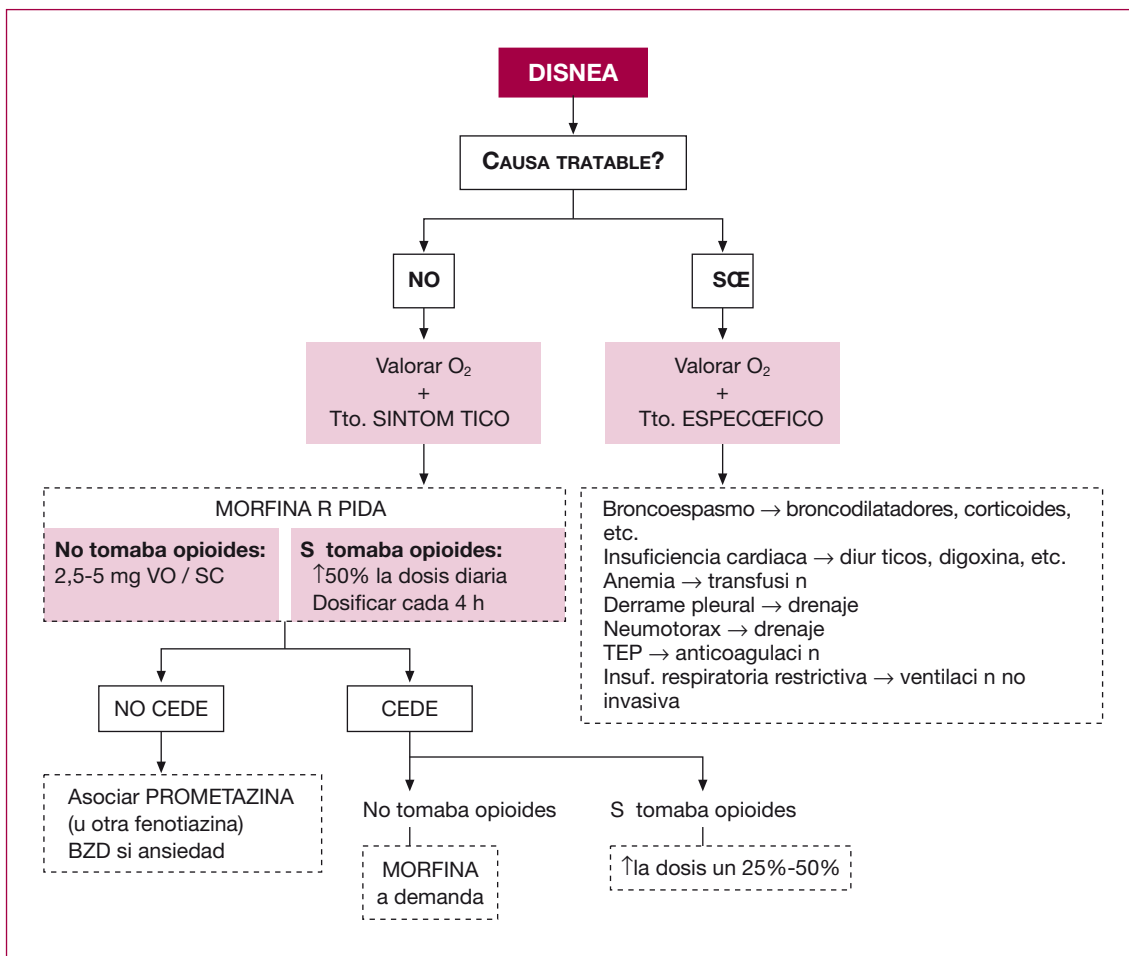 DISNEA
CAUSA TRATABLE?
NO
SŒ
Valorar O₂
+
Tto. SINTOM TICO
Valorar O₂
+
Tto. ESPECŒFICO
MORFINA R PIDA
No tomaba opioides:
2,5-5 mg VO / SC
S tomaba opioides:
↑50% la dosis diaria
Dosificar cada 4 h
Broncoespasmo → broncodilatadores, corticoides,
etc.
Insuficiencia cardiaca → diur ticos, digoxina, etc.
Anemia → transfusi n
Derrame pleural → drenaje
Neumotorax → drenaje
TEP → anticoagulaci n
Insuf. respiratoria restrictiva → ventilaci n no
invasiva
NO CEDE
CEDE
Asociar PROMETAZINA
(u otra fenotiazina)
BZD si ansiedad
No tomaba opioides
S tomaba opioides
MORFINA
a demanda
↑la dosis un 25%-50%